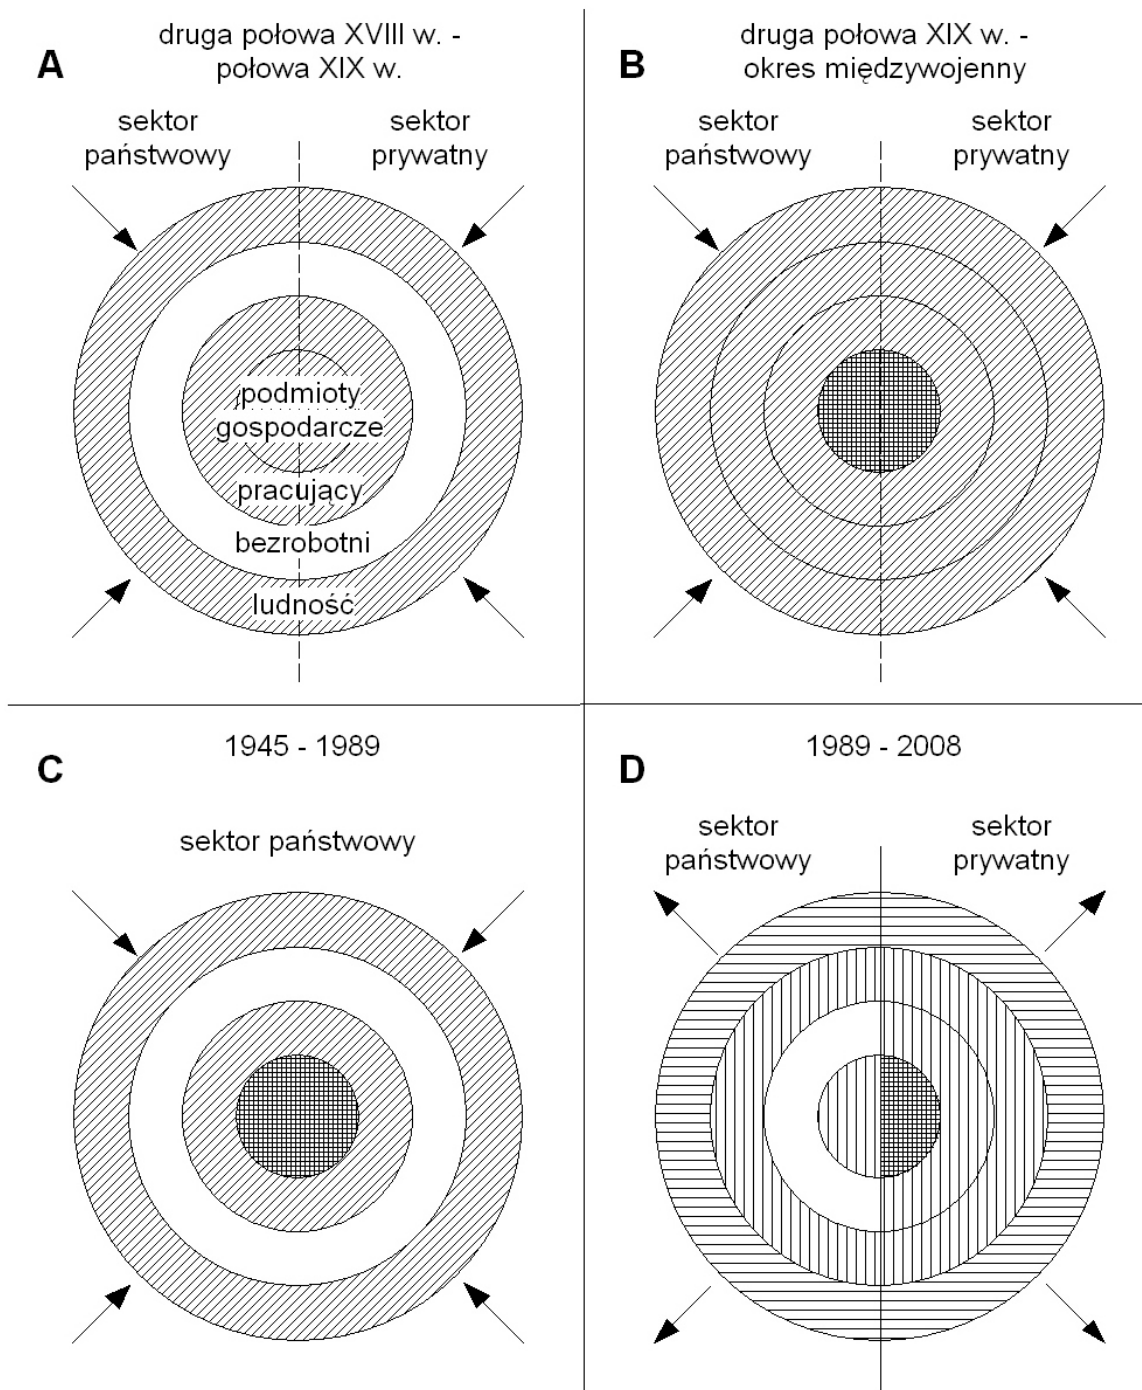 A
druga połowa XVIII w. -
połowa XIX w.
sektor
państwowy
sektor
prywatny
podmioty
gospodarcze
pracujący
bezrobotni
ludność
B
druga połowa XIX w. -
okres międzywojenny
sektor
państwowy
sektor
prywatny
C
1945 - 1989
sektor państwowy
D
1989 - 2008
sektor
państwowy
sektor
prywatny